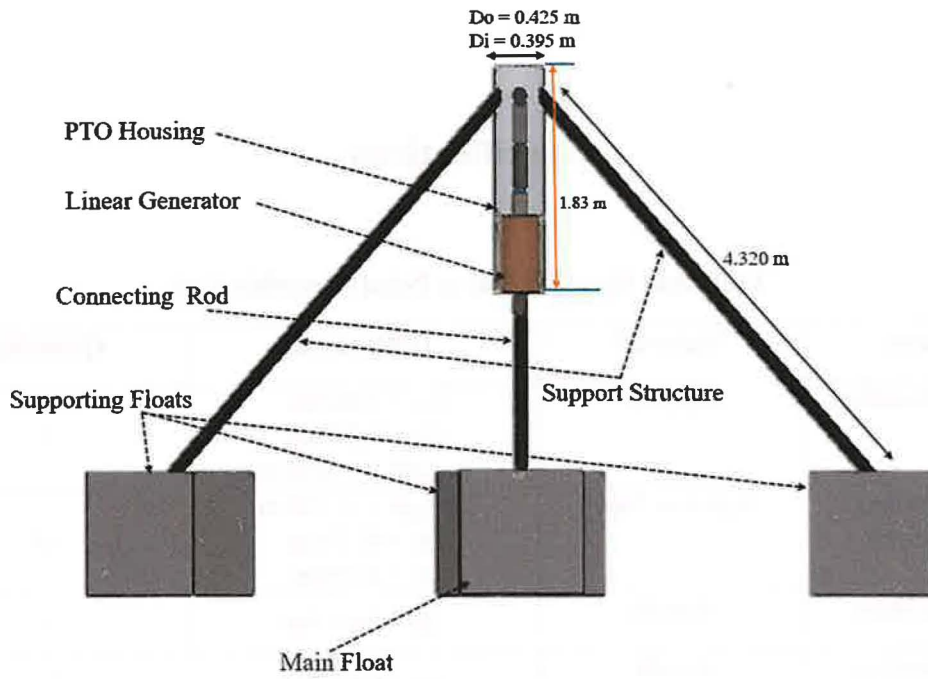 Do = 0.425 m
Di = 0.395 m
PTO Housing
Linear Generator
1.83 m
4.320 m
Connecting Rod
Support Structure
Supporting Floats
Main Float